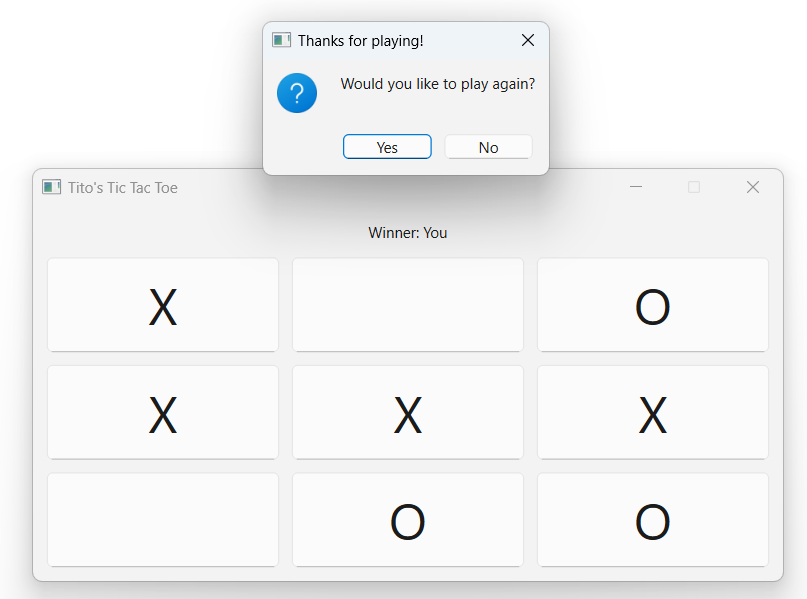 Thanks for playing!
Would you like to play again?
Yes No
Tito's Tic Tac Toe
Winner: You
X O
X X X
O O